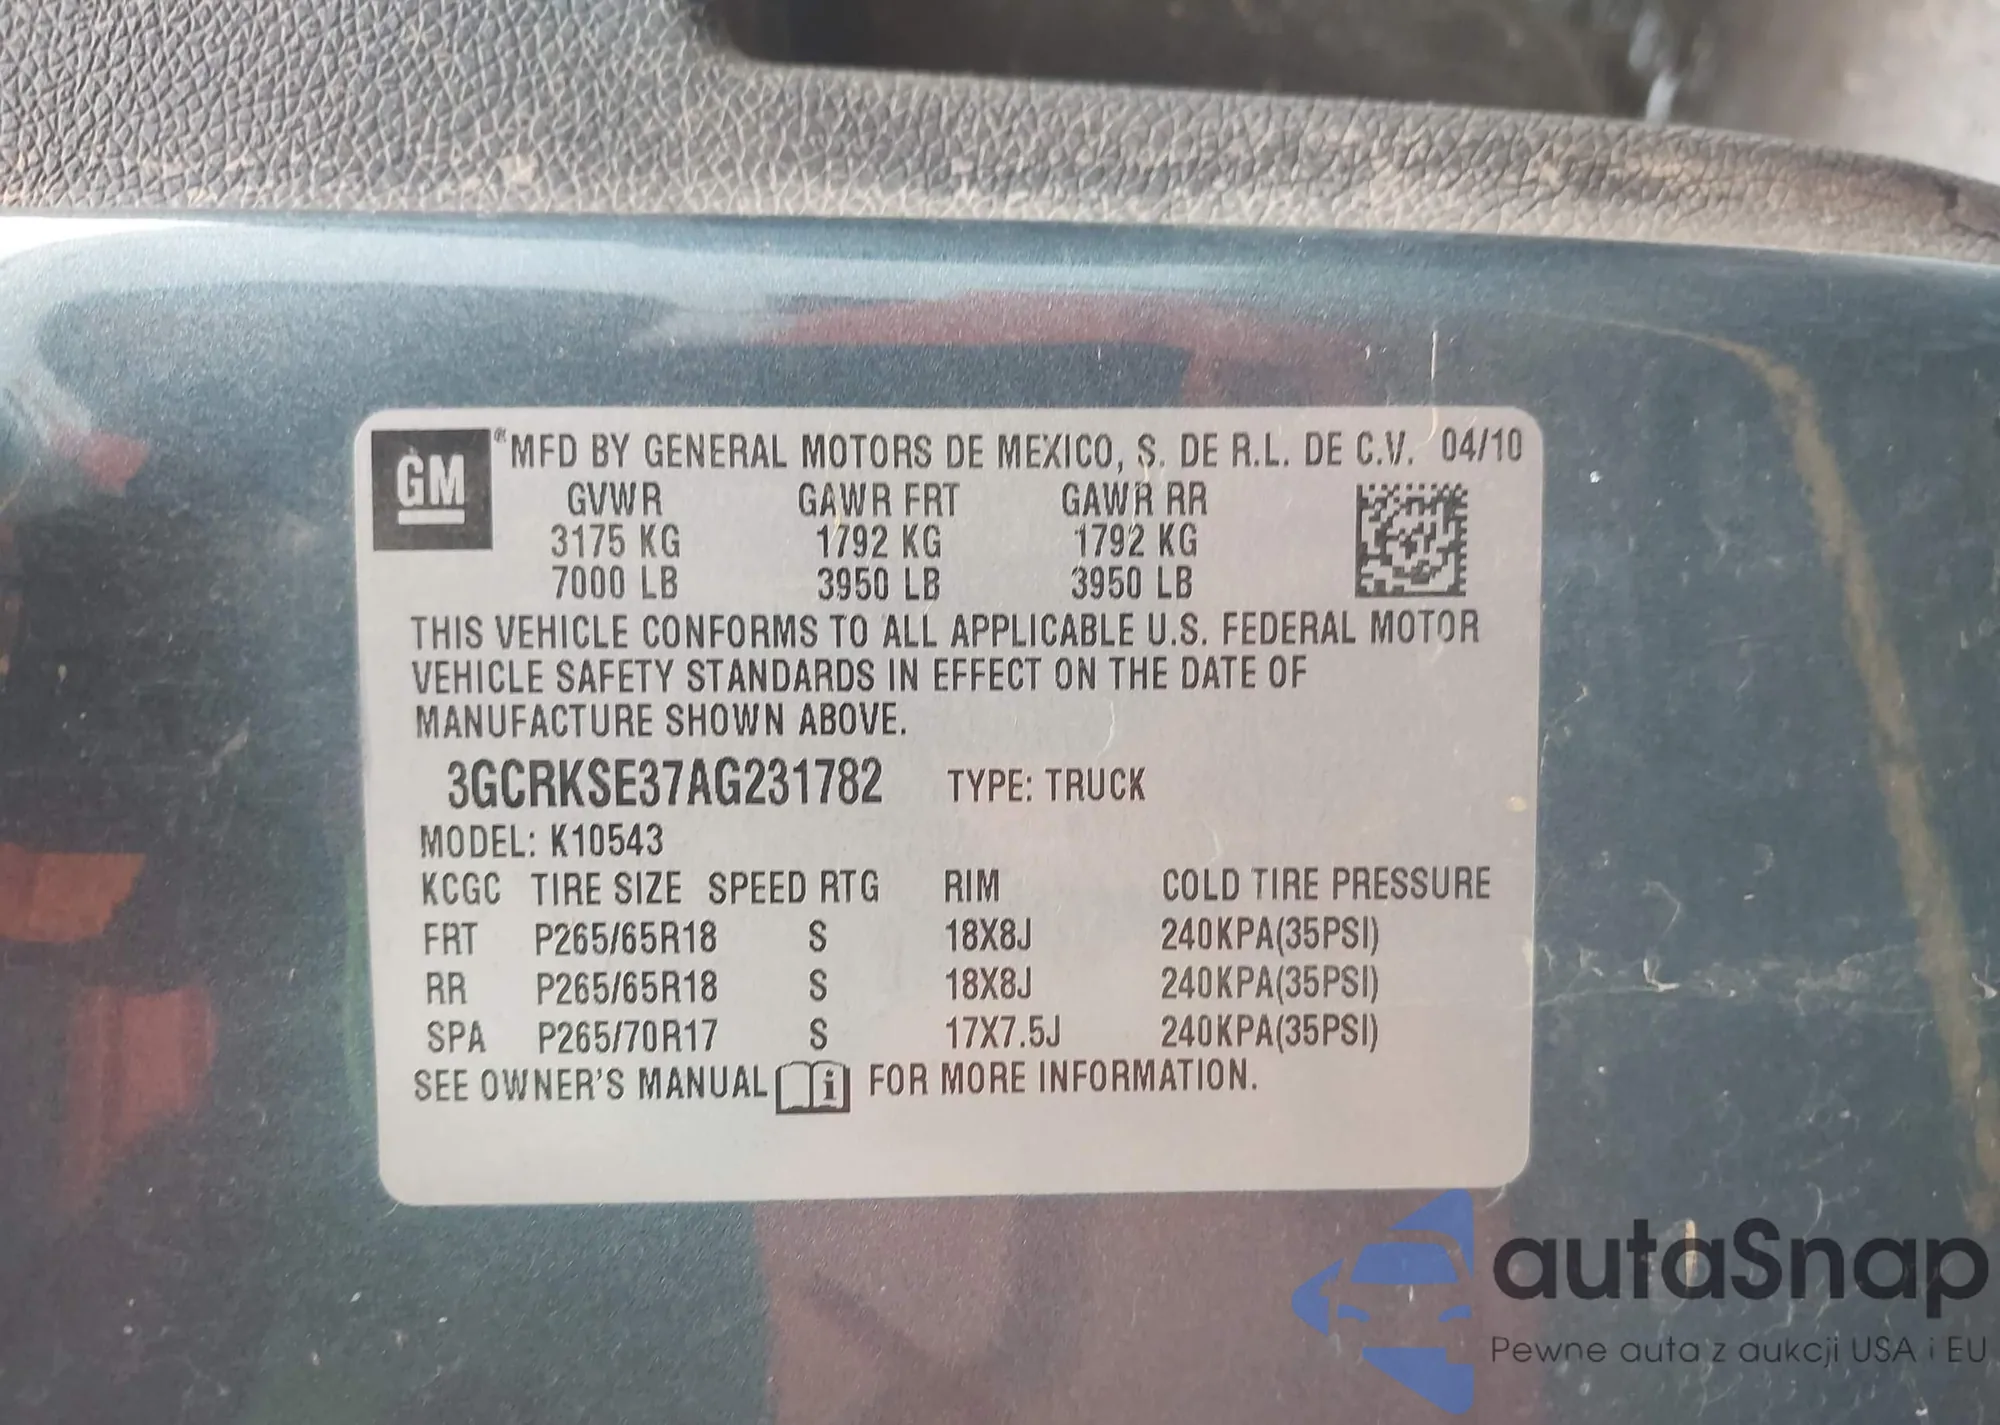 GM ® MFD BY GENERAL MOTORS DE MEXICO, S. DE R.L. DE C.V. 04/10
GVWR GAWR FRT GAWR RR
3175 KG 1792 KG 1792 KG
7000 LB 3950 LB 3950 LB
THIS VEHICLE CONFORMS TO ALL APPLICABLE U.S. FEDERAL MOTOR
VEHICLE SAFETY STANDARDS IN EFFECT ON THE DATE OF
MANUFACTURE SHOWN ABOVE.
3GCRKSE37AG231782 TYPE: TRUCK
MODEL: K10543
KCGC TIRE SIZE SPEED RTG RIM COLD TIRE PRESSURE
FRT P265/65R18 S 18X8J 240KPA(35PSI)
RR P265/65R18 S 18X8J 240KPA(35PSI)
SPA P265/70R17 S 17X7.5J 240KPA(35PSI)
SEE OWNER'S MANUAL i FOR MORE INFORMATION.
autaSnap
Pewne auta z aukcji USA i EU